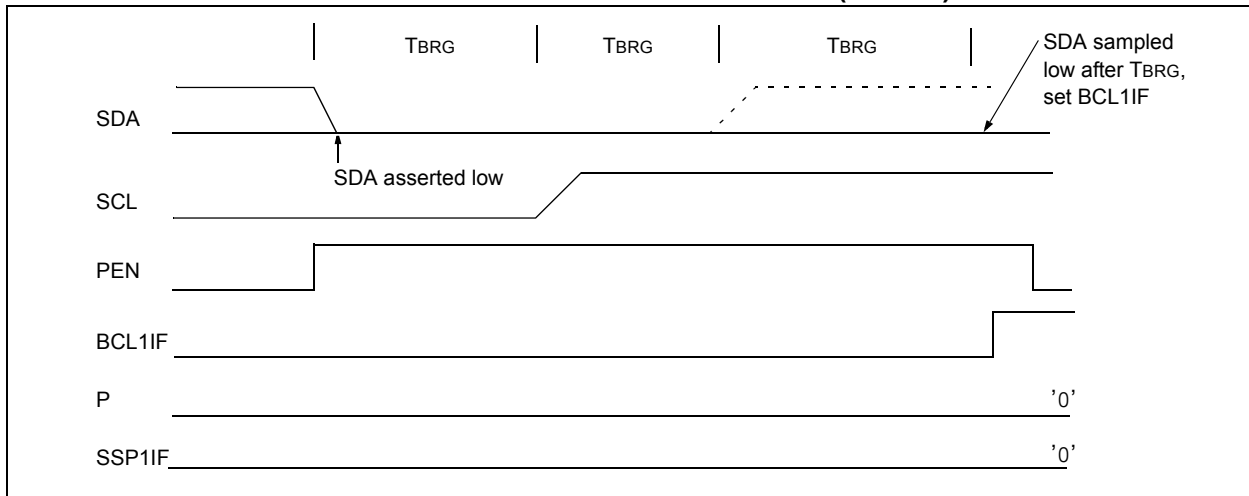 TBRG TBRG TBRG
SDA sampled
low after TBRG,
set BCL1IF
SDA
SDA asserted low
SCL
PEN
BCL1IF
P '0'
SSP1IF '0'